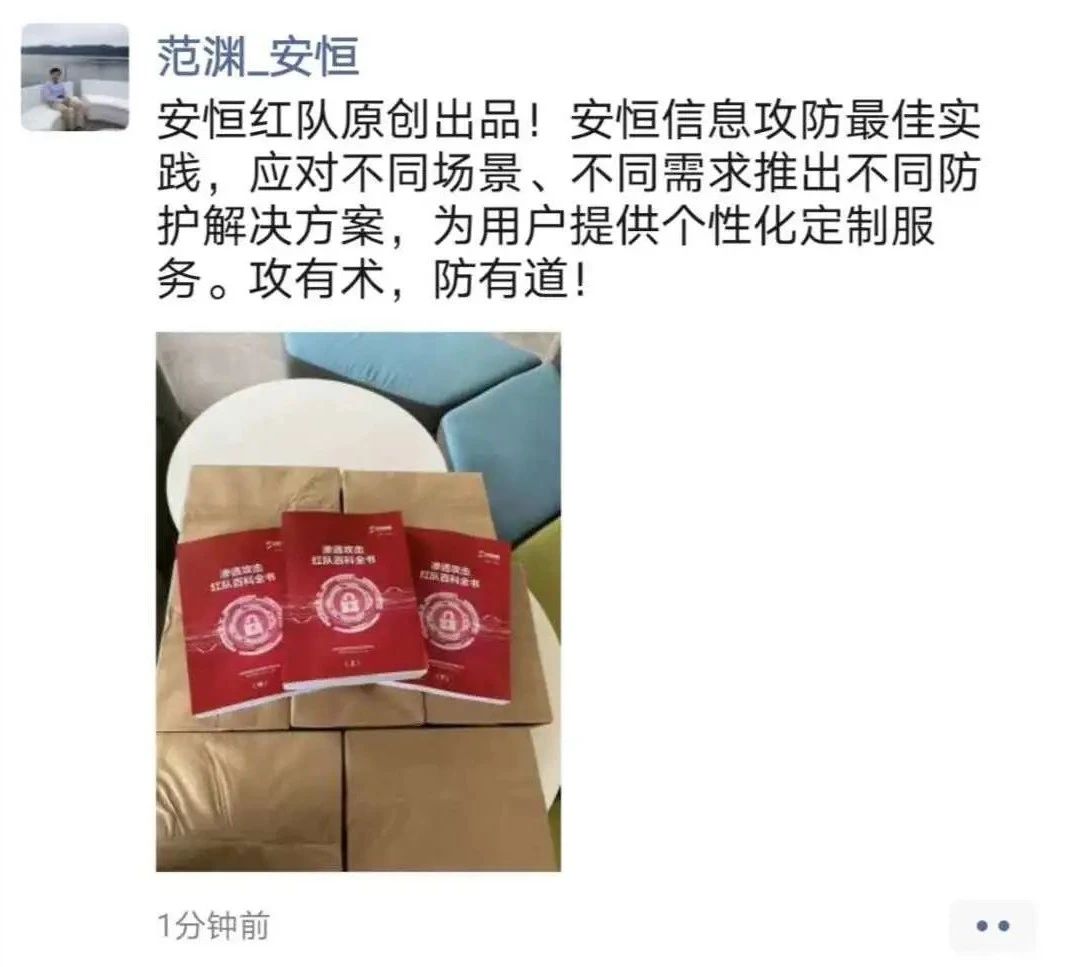 范渊_安恒
安恒红队原创出品！安恒信息攻防最佳实
践，应对不同场景、不同需求推出不同防
护解决方案，为用户提供个性化定制服
务。攻有术，防有道！
渗透攻击
红队百科全书
渗透攻击
红队百科全书
(上)
渗透攻击
红队百科全书
1分钟前